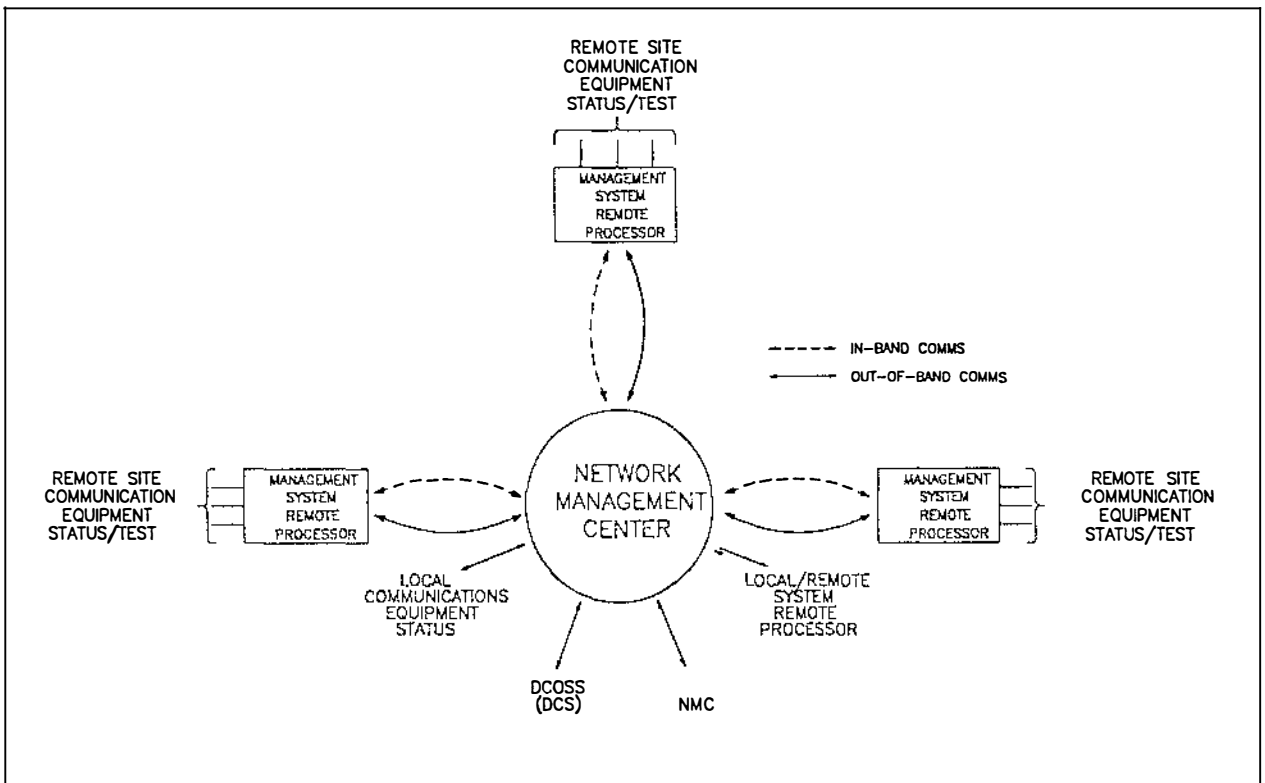 REMOTE SITE
COMMUNICATION
EQUIPMENT
STATUS/TEST
MANAGEMENT
SYSTEM
REMOTE
PROCESSOR
IN-BAND COMMS
OUT-OF-BAND COMMS
REMOTE SITE
COMMUNICATION
EQUIPMENT
STATUS/TEST
MANAGEMENT
SYSTEM
REMOTE
PROCESSOR
NETWORK
MANAGEMENT
CENTER
MANAGEMENT
SYSTEM
REMOTE
PROCESSOR
REMOTE SITE
COMMUNICATION
EQUIPMENT
STATUS/TEST
LOCAL
COMMUNICATIONS
EQUIPMENT
STATUS
LOCAL/REMOTE
SYSTEM
REMOTE
PROCESSOR
DCOSS
(DCS)
NMC